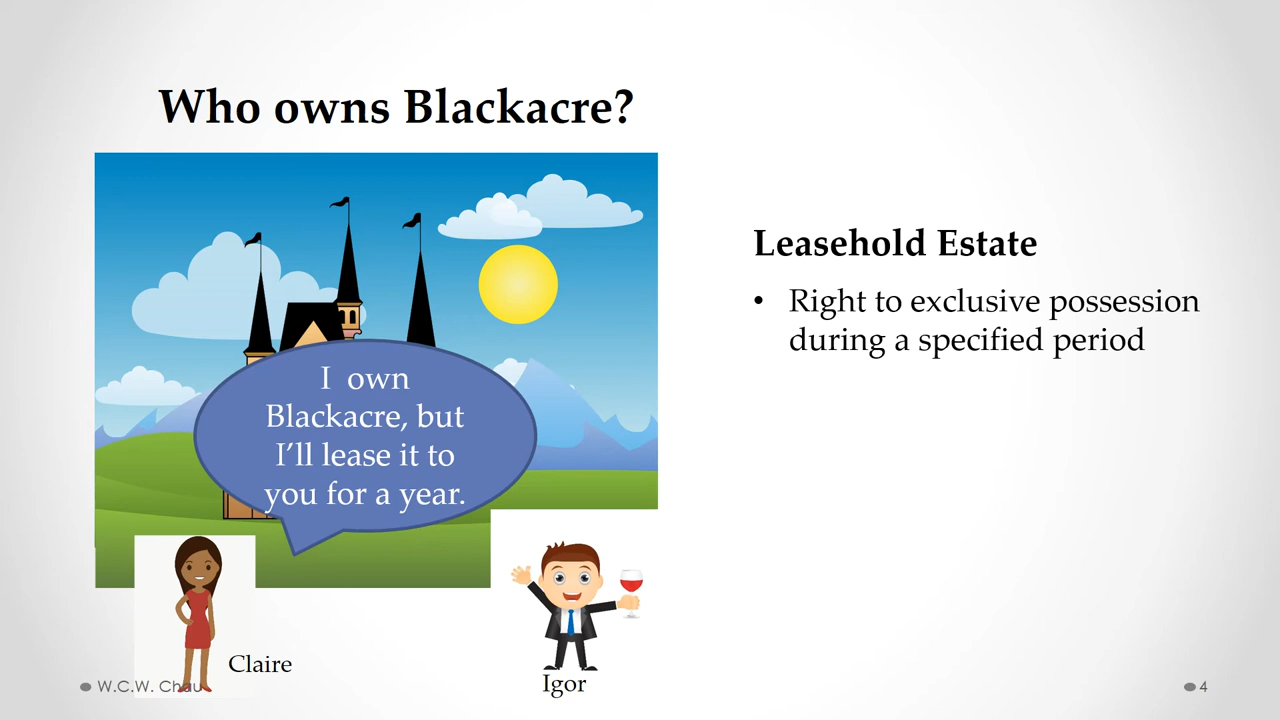 Who owns Blackacre?
I own
Blackacre, but
I’ll lease it to
you for a year.
Claire
Igor
Leasehold Estate
• Right to exclusive possession
during a specified period
W.C.W. Chau
4